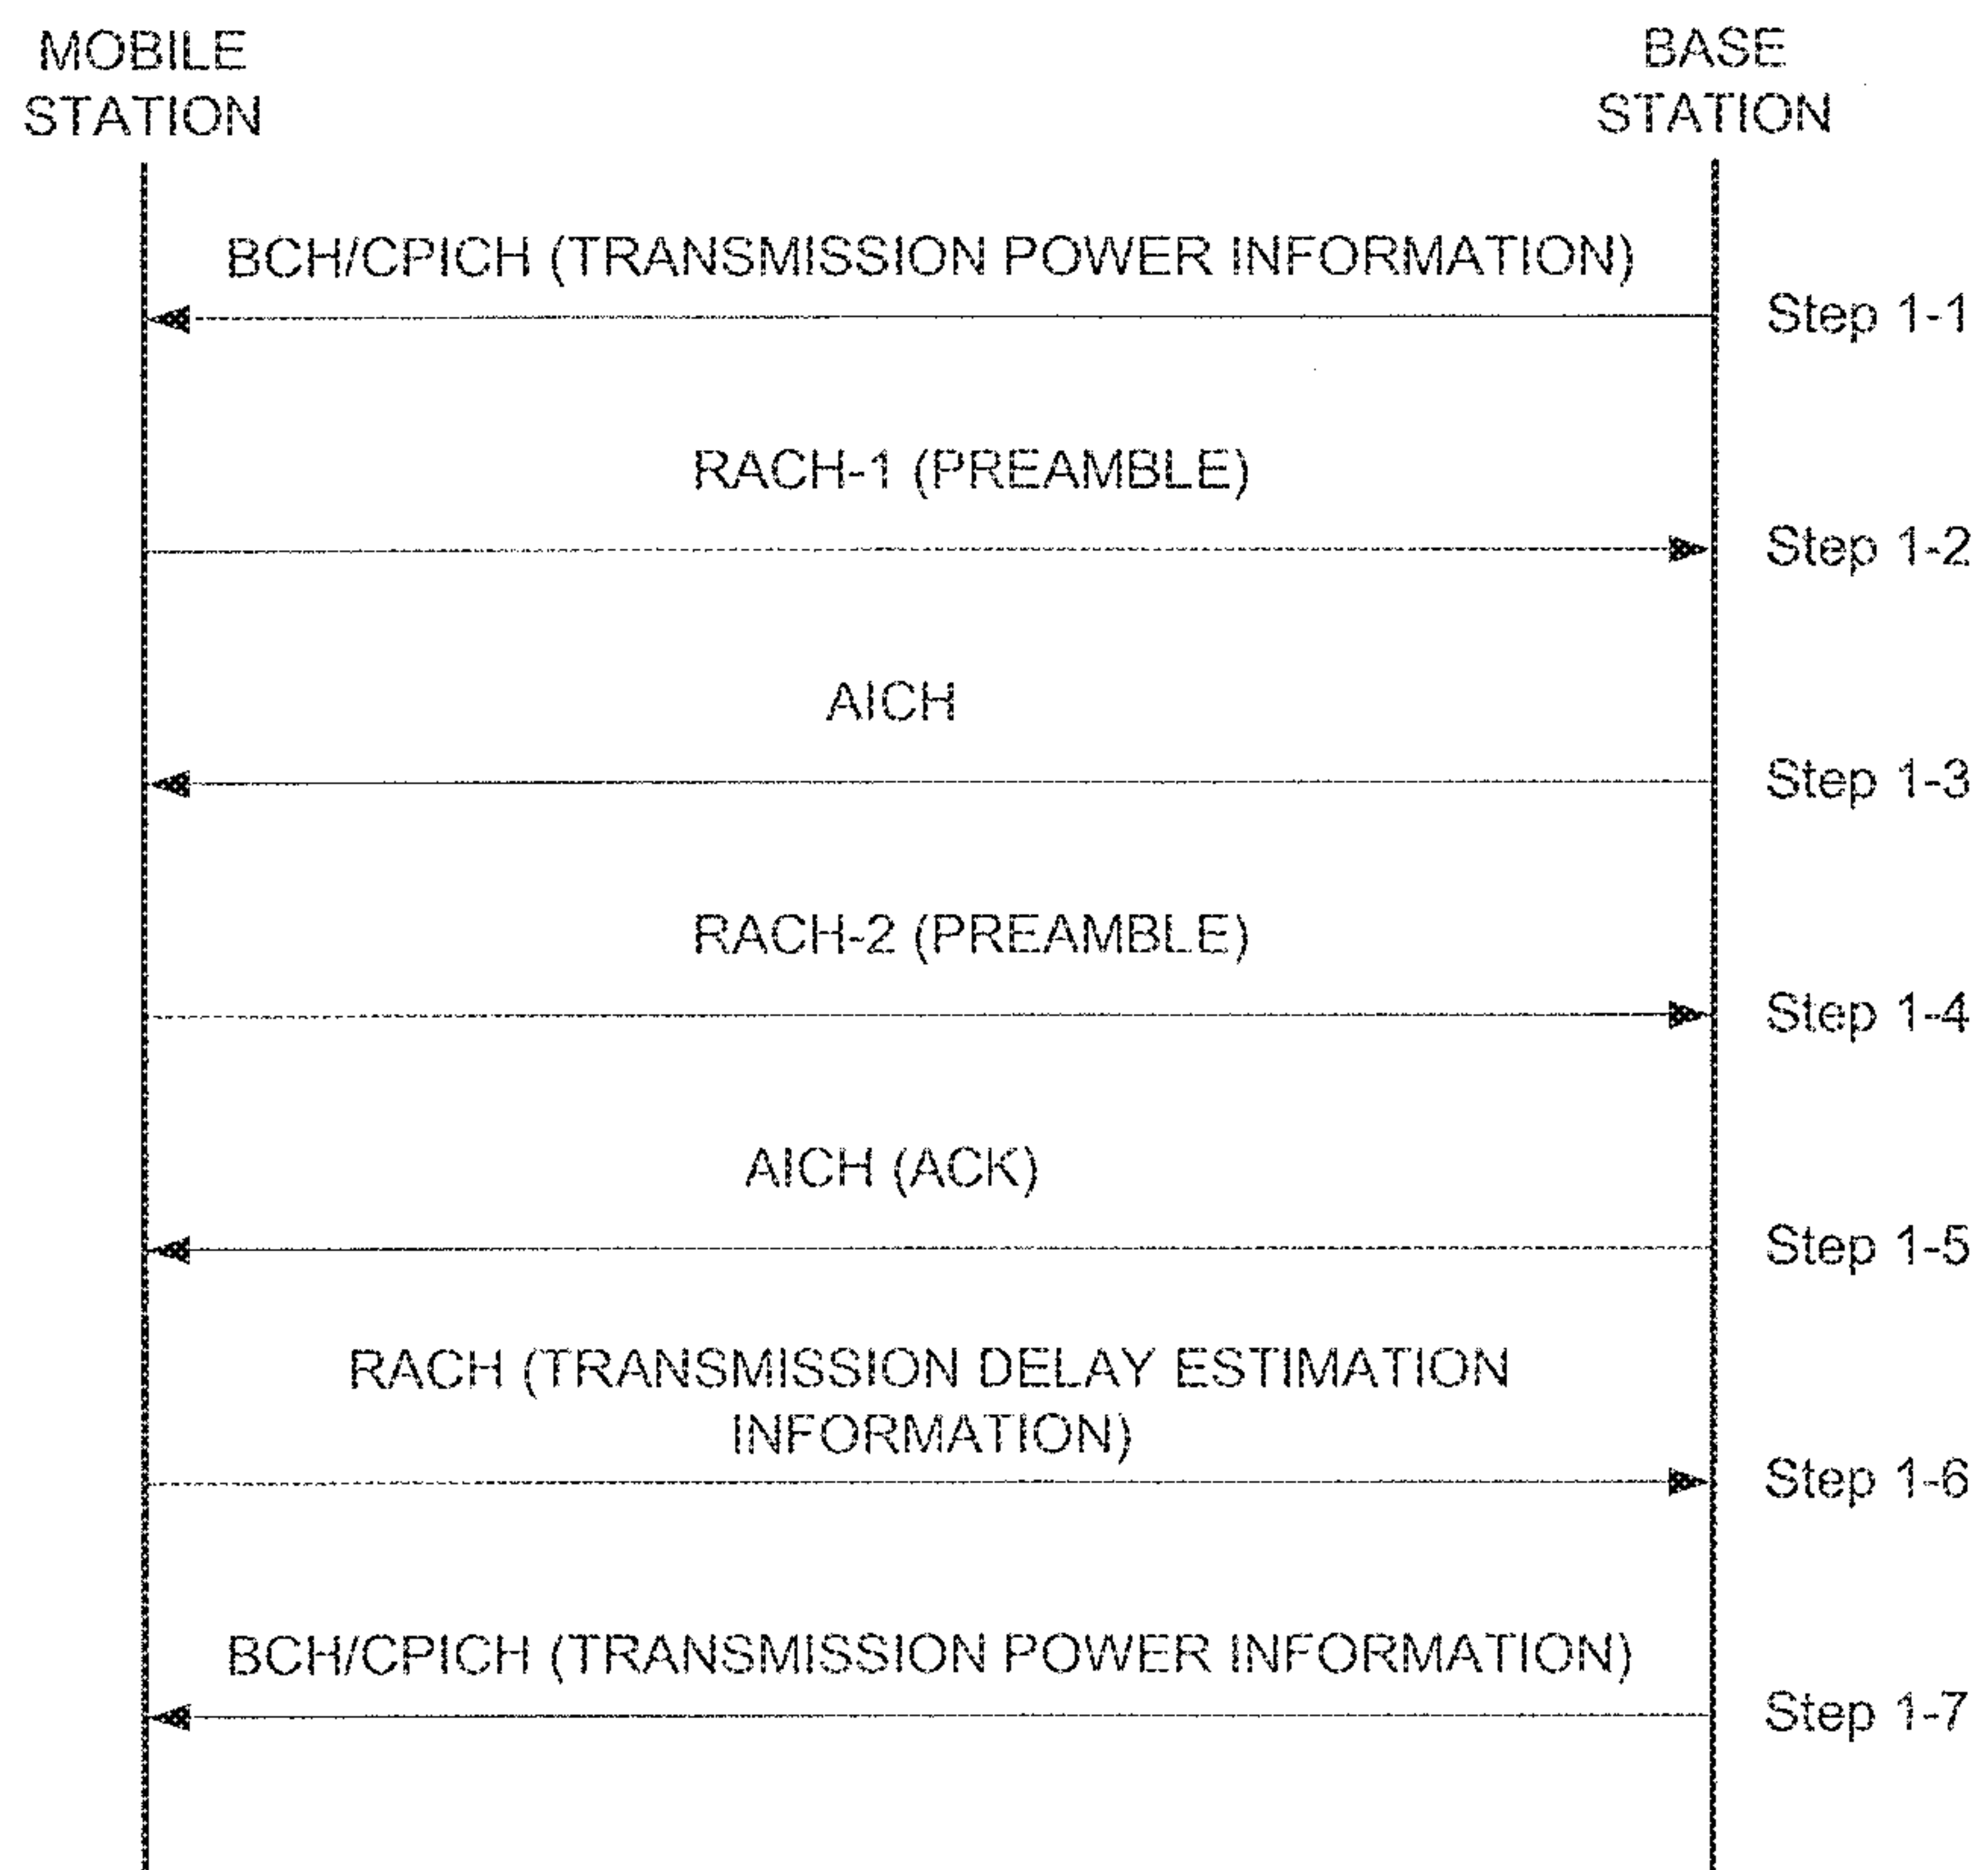 MOBILE
STATION
BASE
STATION
BCH/CPICH (TRANSMISSION POWER INFORMATION)
Step 1-1
RACH-1 (PREAMBLE)
Step 1-2
AICH
Step 1-3
RACH-2 (PREAMBLE)
Step 1-4
AICH (ACK)
Step 1-5
RACH (TRANSMISSION DELAY ESTIMATION
INFORMATION)
Step 1-6
BCH/CPICH (TRANSMISSION POWER INFORMATION)
Step 1-7